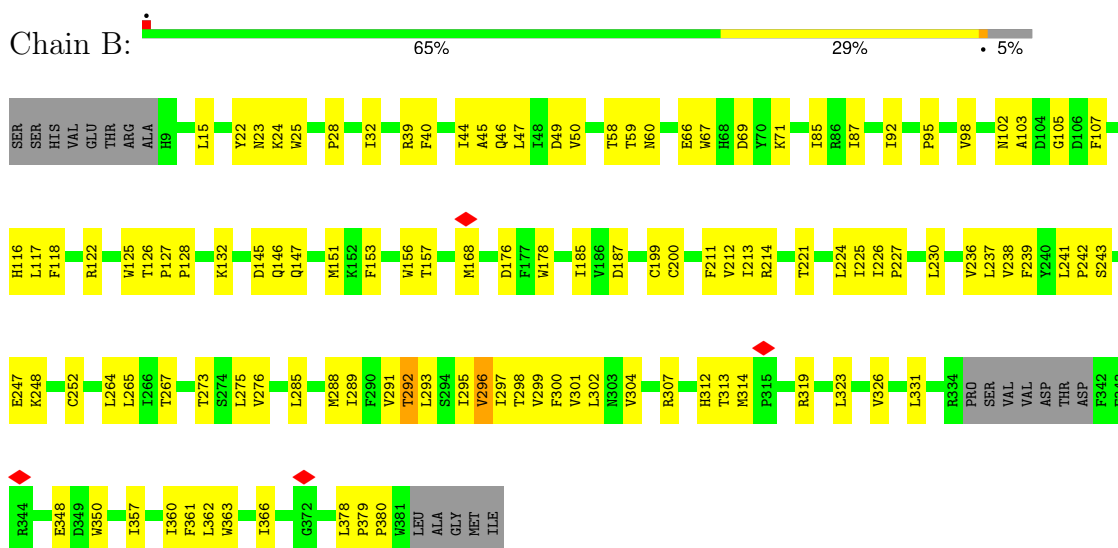 Chain B:
•
65% 29% • 5%
SER SER HIS VAL GLU THR ARG ALA H9 L15 Y22 N23 K24 W25 P28 I32 R39 F40 I44 A45 Q46 L47 I48 D49 V50 T58 T59 N60 E66 W67 H68 D69 Y70 K71 I85 R86 I87 I92 P95 V98 N102 A103 D104 G105 D106 F107
H116 L117 F118 R122 W125 T126 P127 P128 K132 D145 Q146 Q147 M151 K152 F153 W156 T157 M168 D176 F177 W178 I185 V186 D187 C199 C200 F211 V212 I213 R214 T221 L224 I225 I226 P227 L230 V236 L237 V238 F239 Y240 L241 P242 S243
E247 K248 C252 L264 L265 I266 T267 T273 S274 L275 V276 L285 M288 I289 F290 V291 T292 L293 S294 I295 V296 I297 T298 V299 F300 V301 L302 N303 V304 R307 H312 T313 M314 P315 R319 L323 V326 L331 R334 PRO SER VAL VAL ASP THR ASP F342
R344 E348 D349 W350 I357 I360 F361 L362 W363 I366 G372 L378 P379 P380 W381 LEU ALA GLY MET ILE